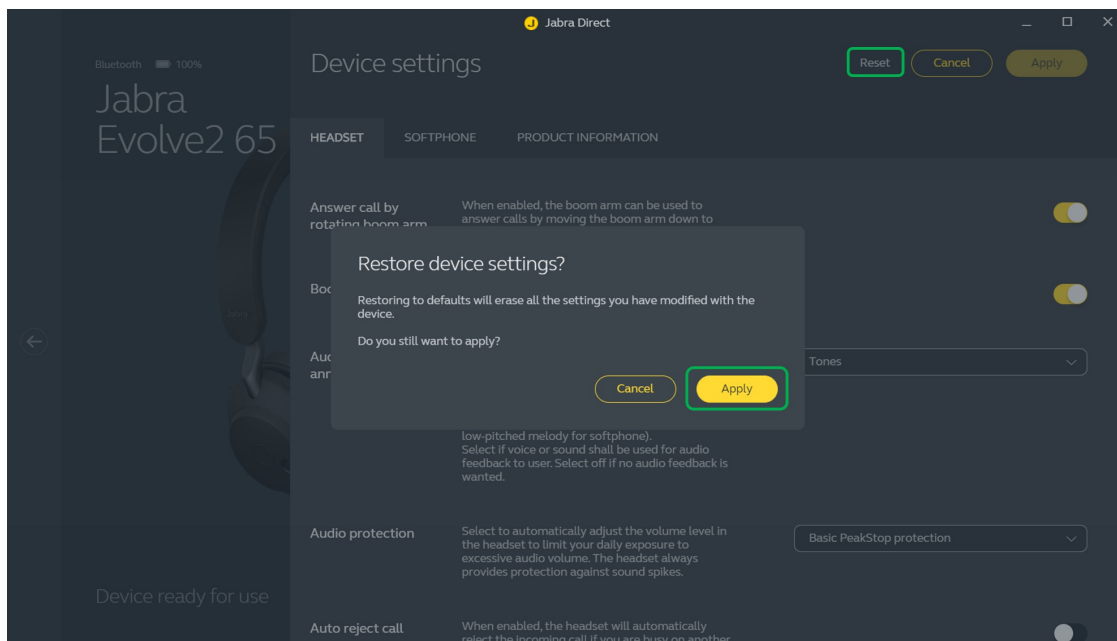 Jabra Direct
Bluetooth 100%
Jabra
Evolve2 65
Device settings
Reset
Cancel
Apply
HEADSET
SOFTPHONE
PRODUCT INFORMATION
Answer call by
rotating boom arm
When enabled, the boom arm can be used to
answer calls by moving the boom arm down to
Restore device settings?
Restoring to defaults will erase all the settings you have modified with the
device.
Do you still want to apply?
Cancel
Apply
Tones
low-pitched melody for softphone).
Select if voice or sound shall be used for audio
feedback to user. Select off if no audio feedback is
wanted.
Audio protection
Select to automatically adjust the volume level in
the headset to limit your daily exposure to
excessive audio volume. The headset always
provides protection against sound spikes.
Basic PeakStop protection
Device ready for use
Auto reject call
When enabled, the headset will automatically
reject the incoming call if you are busy on another